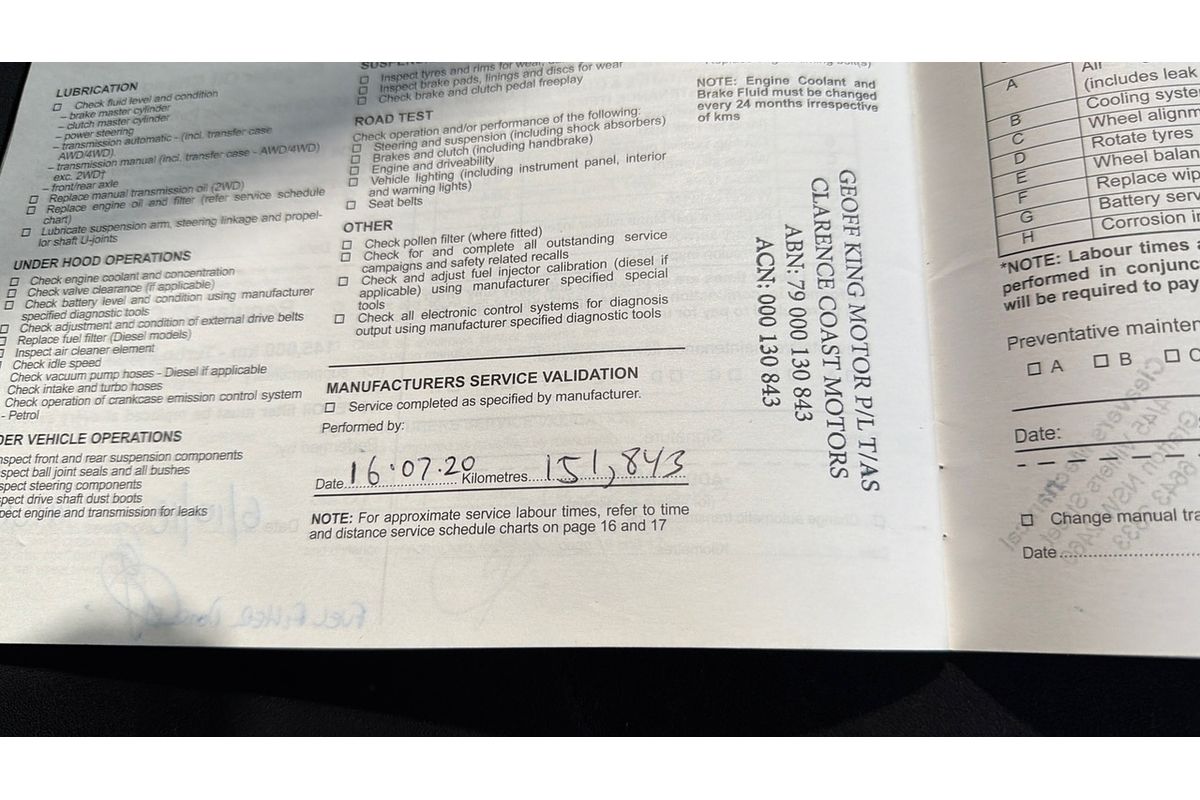 LUBRICATION
☐ Check fluid level and condition
– brake master cylinder
– clutch master cylinder
– power steering
– transmission automatic - (incl. transfer case
AWD/4WD).
– transmission manual (incl. transfer case - AWD/4WD)
exc. 2WD†
– front/rear axle
☐ Replace manual transmission oil (2WD)
☐ Replace engine oil and filter (refer service schedule
chart)
☐ Lubricate suspension arm, steering linkage and propel-
lor shaft U-joints
UNDER HOOD OPERATIONS
☐ Check engine coolant and concentration
☐ Check valve clearance (if applicable)
☐ Check battery level and condition using manufacturer
specified diagnostic tools
☐ Check adjustment and condition of external drive belts
☐ Replace fuel filter (Diesel models)
☐ Inspect air cleaner element
Check idle speed
Check vacuum pump hoses - Diesel if applicable
Check intake and turbo hoses
Check operation of crankcase emission control system
- Petrol
DER VEHICLE OPERATIONS
nspect front and rear suspension components
spect ball joint seals and all bushes
spect steering components
pect drive shaft dust boots
pect engine and transmission for leaks
☐ Inspect tyres and rims for wear,
☐ Inspect brake pads, linings and discs for wear
☐ Check brake and clutch pedal freeplay
ROAD TEST
Check operation and/or performance of the following:
☐ Steering and suspension (including shock absorbers)
☐ Brakes and clutch (including handbrake)
☐ Engine and driveability
☐ Vehicle lighting (including instrument panel, interior
and warning lights)
☐ Seat belts
OTHER
☐ Check pollen filter (where fitted)
☐ Check for and complete all outstanding service
campaigns and safety related recalls
☐ Check and adjust fuel injector calibration (diesel if
applicable) using manufacturer specified special
tools
☐ Check all electronic control systems for diagnosis
output using manufacturer specified diagnostic tools
MANUFACTURERS SERVICE VALIDATION
☐ Service completed as specified by manufacturer.
Performed by:
Date 16.07.20 Kilometres 151,843
NOTE: For approximate service labour times, refer to time
and distance service schedule charts on page 16 and 17
NOTE: Engine Coolant and
Brake Fluid must be changed
every 24 months irrespective
of kms
GEOFF KING MOTOR P/L T/AS
CLARENCE COAST MOTORS
ABN: 79 000 130 843
ACN: 000 130 843
A All
(includes leak
B Cooling syste
C Wheel alignm
D Rotate tyres
E Wheel balan
F Replace wip
G Battery serv
H Corrosion i
*NOTE: Labour times
performed in conjunc
will be required to pay
Preventative mainten
☐ A ☐ B ☐ C
Date:
☐ Change manual tra
Date